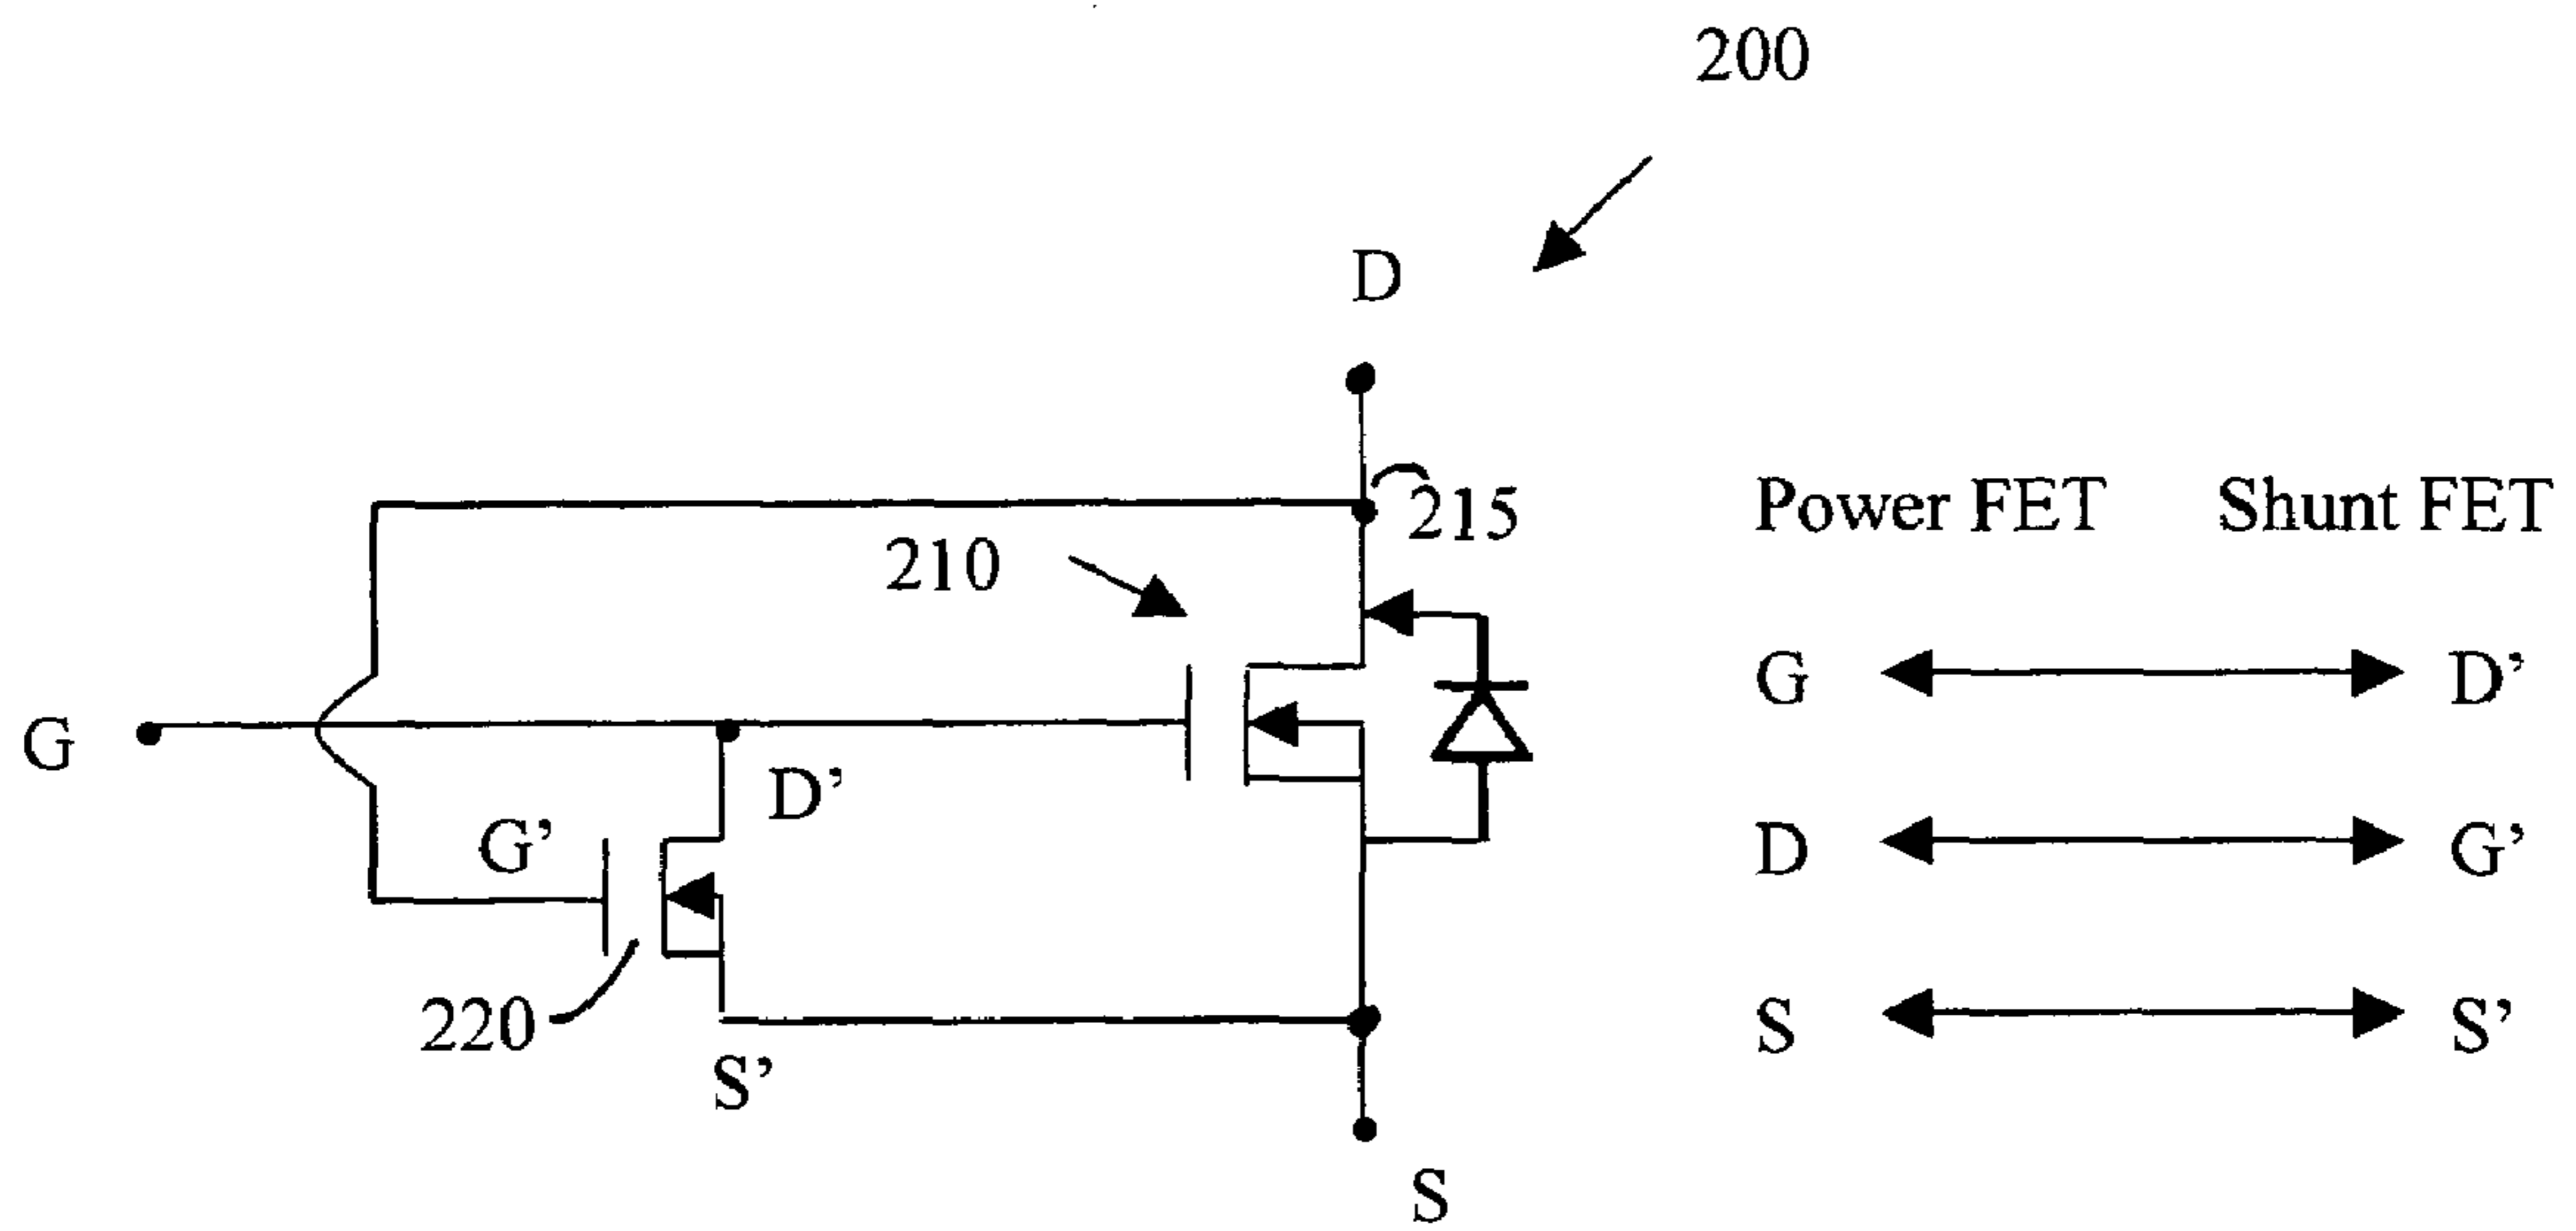 200
D
215
Power FET Shunt FET
210
G D’
G
D’
G’
D G’
220
S S’
S’
S